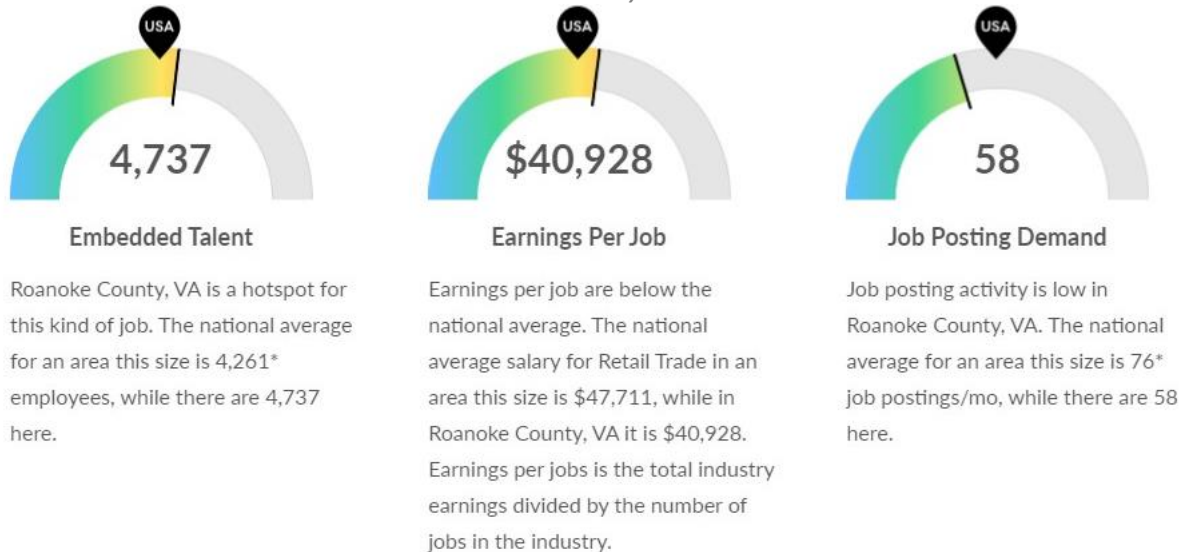 USA
4,737
Embedded Talent
Roanoke County, VA is a hotspot for
this kind of job. The national average
for an area this size is 4,261*
employees, while there are 4,737
here.
USA
$40,928
Earnings Per Job
Earnings per job are below the
national average. The national
average salary for Retail Trade in an
area this size is $47,711, while in
Roanoke County, VA it is $40,928.
Earnings per jobs is the total industry
earnings divided by the number of
jobs in the industry.
USA
58
Job Posting Demand
Job posting activity is low in
Roanoke County, VA. The national
average for an area this size is 76*
job postings/mo, while there are 58
here.